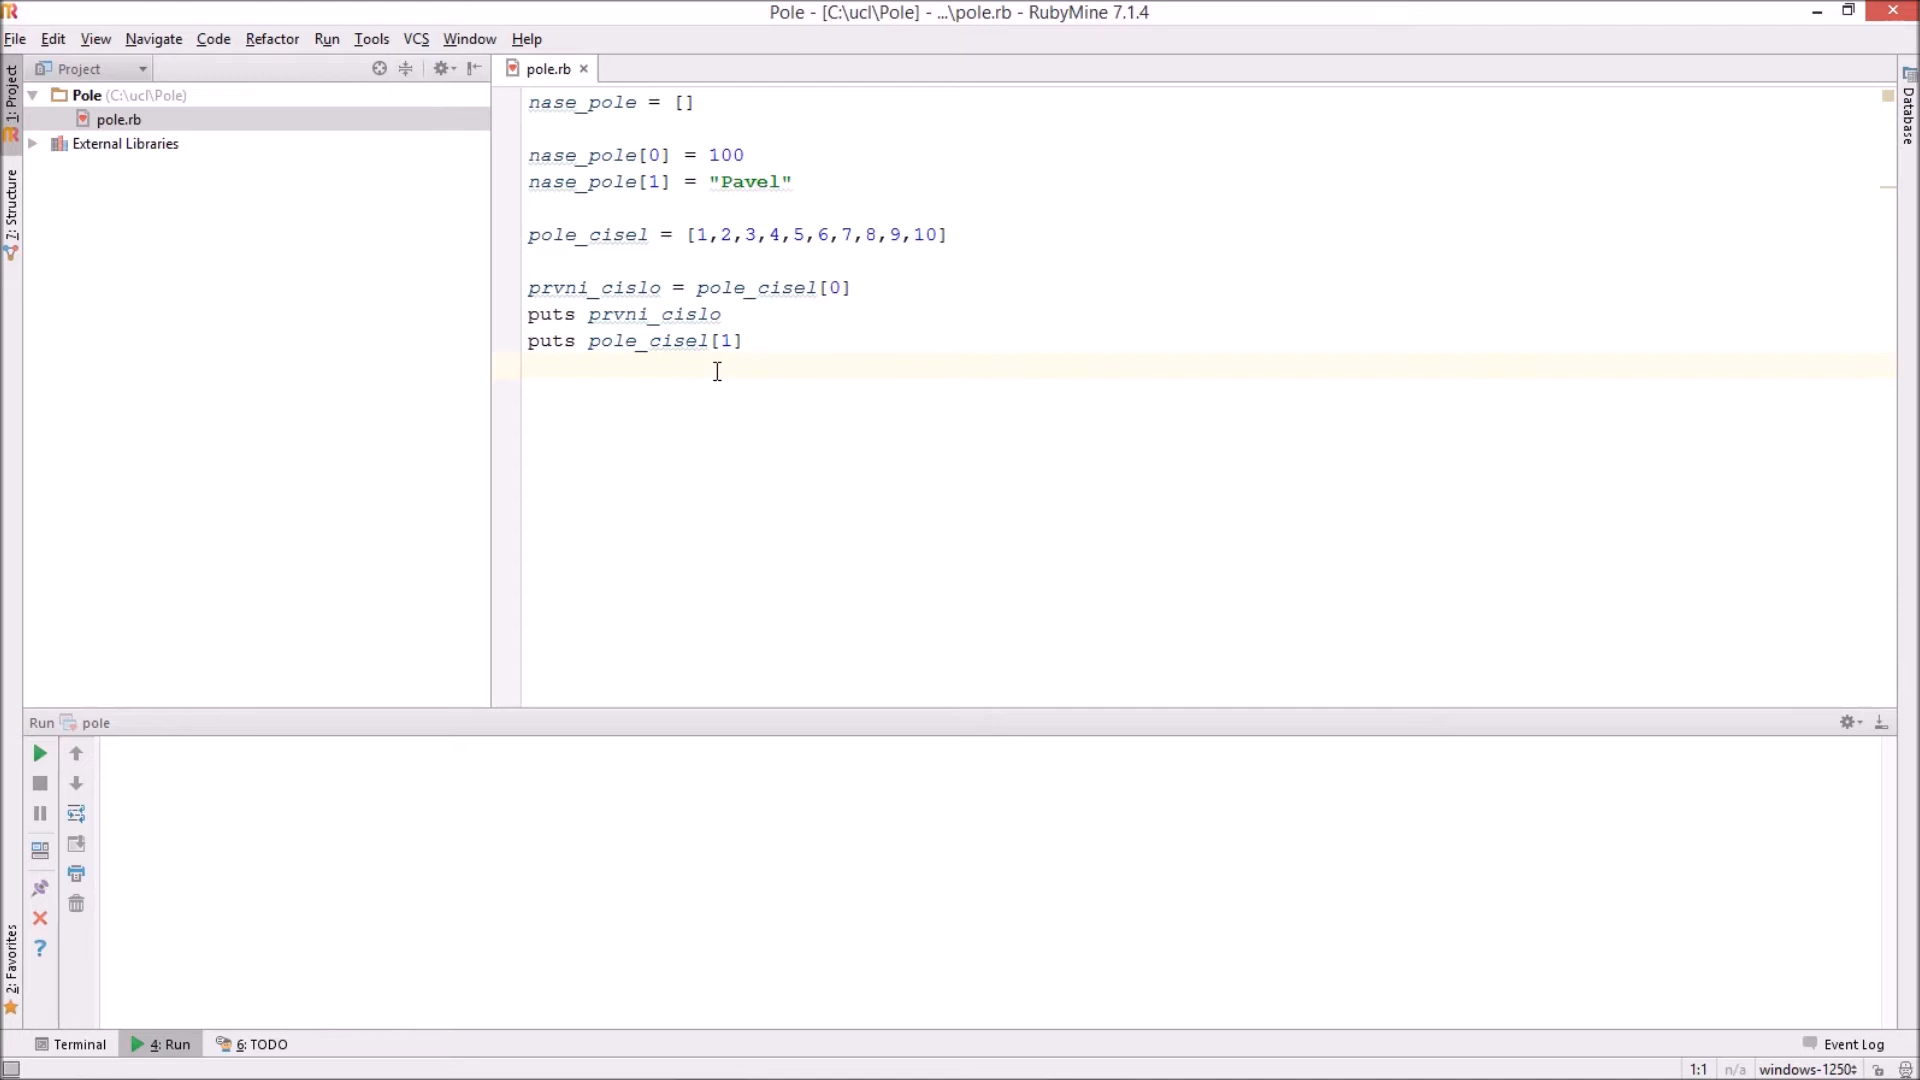 Pole - [C:\ucl\Pole] - ...\pole.rb - RubyMine 7.1.4
File Edit View Navigate Code Refactor Run Tools VCS Window Help
Project
pole.rb
Pole (C:\ucl\Pole)
pole.rb
External Libraries
1: Project
7: Structure
2: Favorites
Database
nase_pole = []
nase_pole[0] = 100
nase_pole[1] = "Pavel"
pole_cisel = [1,2,3,4,5,6,7,8,9,10]
prvni_cislo = pole_cisel[0]
puts prvni_cislo
puts pole_cisel[1]
Run pole
Terminal 4: Run 6: TODO Event Log
1:1 n/a windows-1250